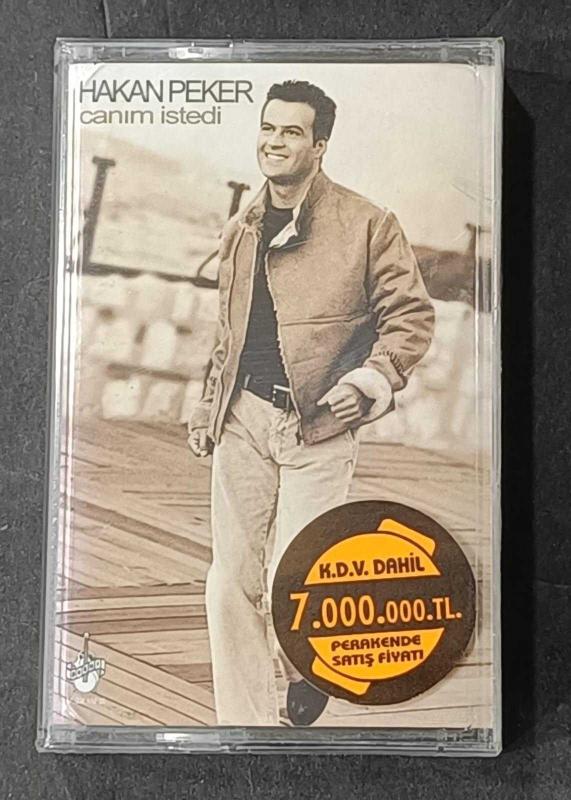 HAKAN PEKER
canım istedi
K.D.V. DAHİL
7.000.000.TL.
PERAKENDE
SATIŞ FİYATI